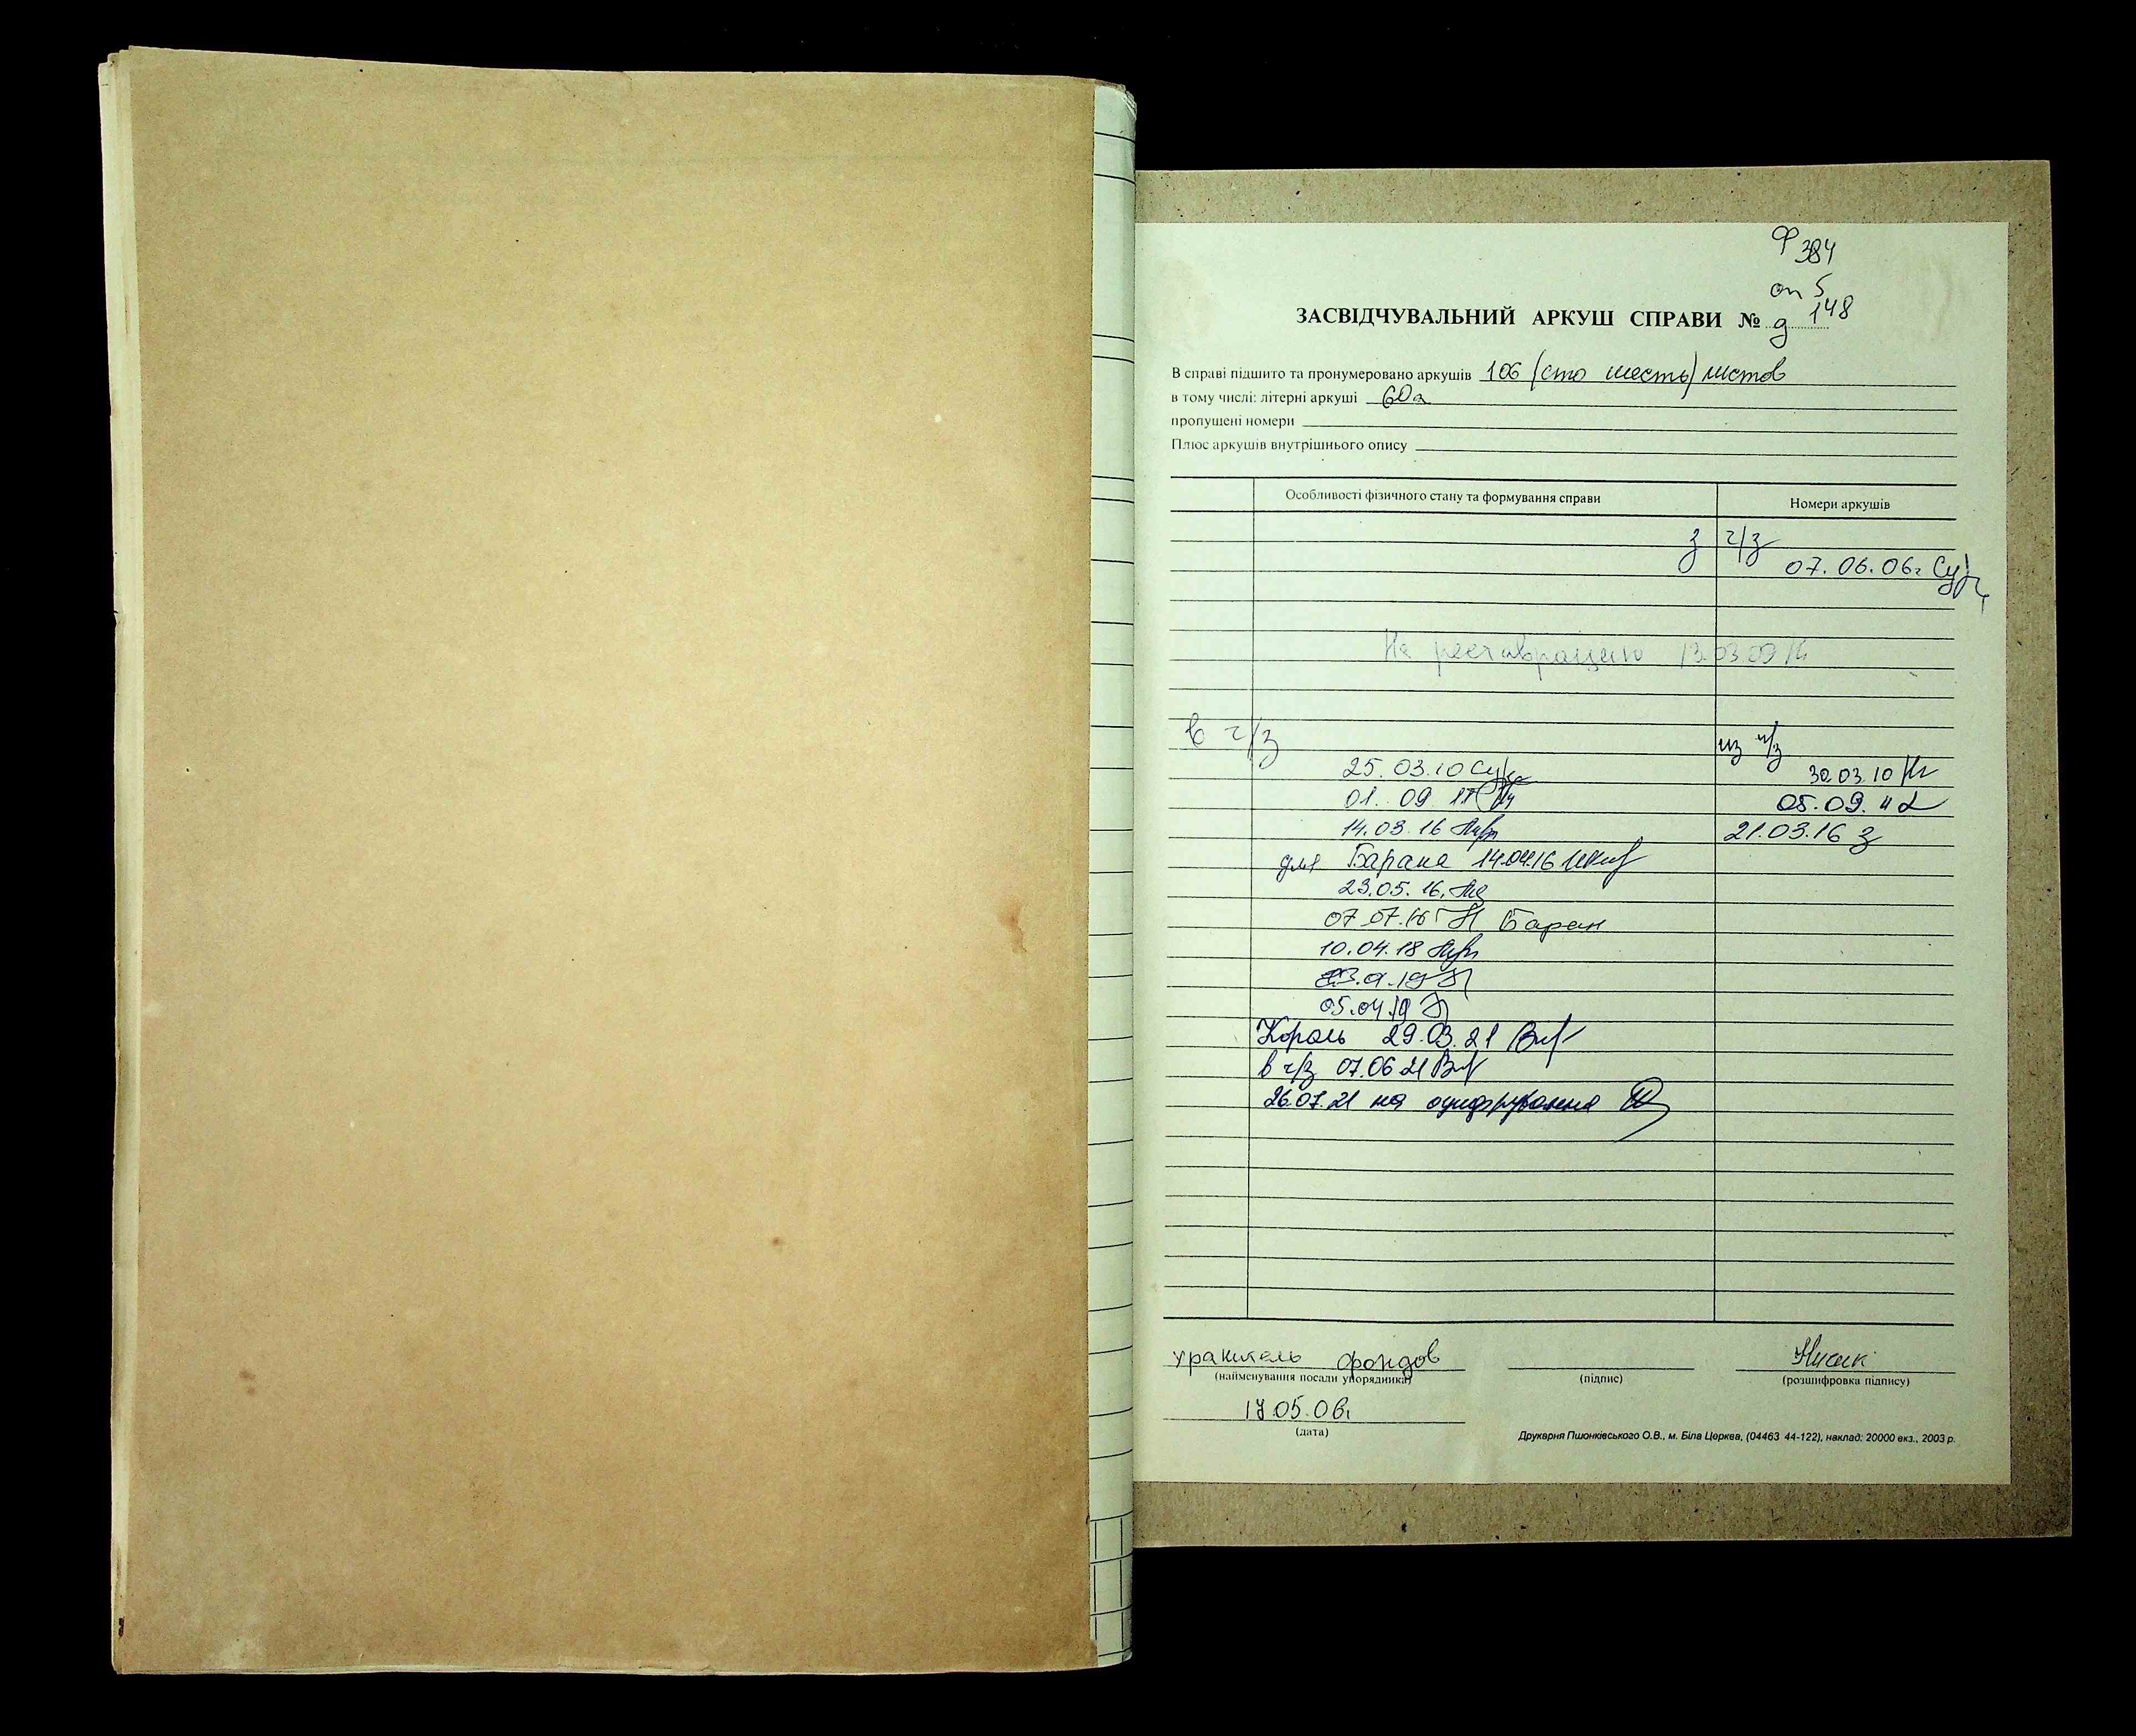 Ф 384
оп 5
ЗАСВІДЧУВАЛЬНИЙ АРКУШ СПРАВИ № д 148
В справі підшито та пронумеровано аркушів 106 (сто шесть) листов
в тому числі: літерні аркуші 60а
пропущені номери
Плюс аркушів внутрішнього опису
Особливості фізичного стану та формування справи Номери аркушів
з ч/з
07.06.06г
На реставрацию 13.03.09
в ч/з из ч/з
25.03.10 30.03.10
01.09.11 05.09.11
14.03.16 21.03.16 з
для Барана 14.04.16
23.05.16
07.07.16 Баран
10.04.18
05.04.19
Король 29.03.21
в ч/з 07.06.21
26.07.21 на оцифрування
хранитель фондов
(найменування посади упорядника) (підпис) (розшифровка підпису)
17.05.06г
(дата)
Друкарня Пшонківського О.В., м. Біла Церква, (04463 44-122), наклад: 20000 екз., 2003 р.